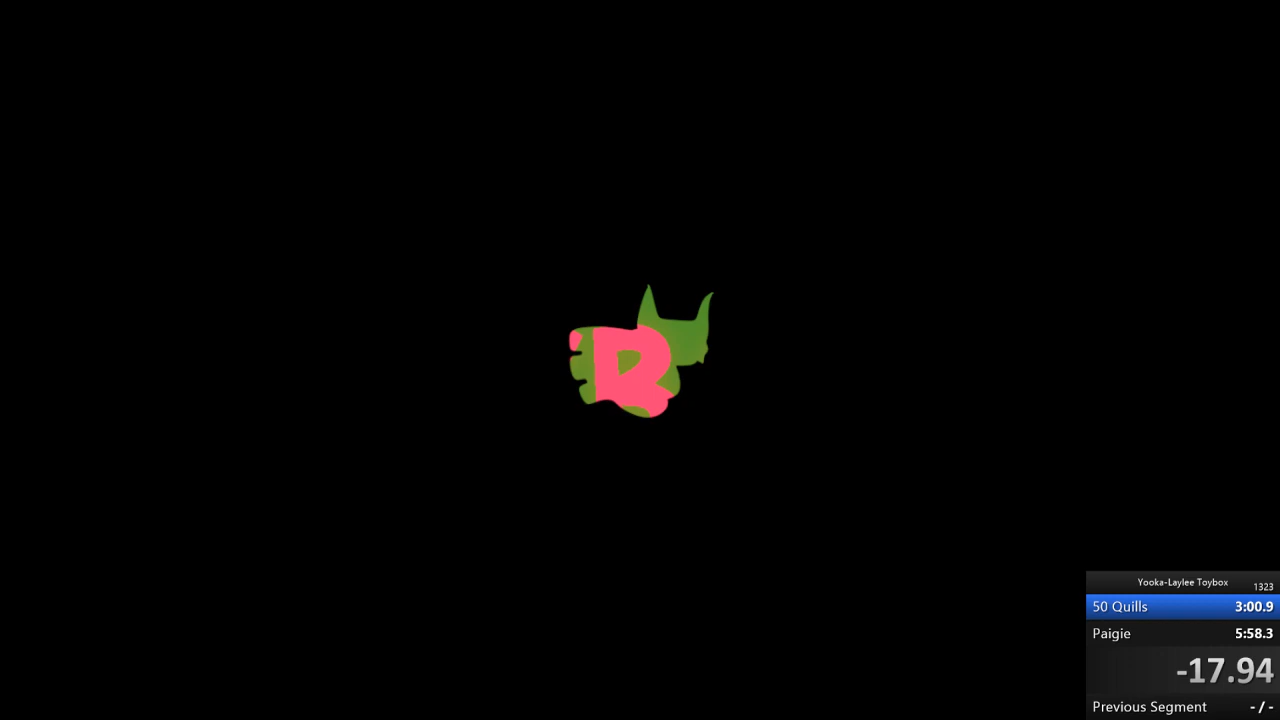 R
Yooka-Laylee Toybox
1323
50 Quills 3:00.9
Paigie 5:58.3
-17.94
Previous Segment - / -